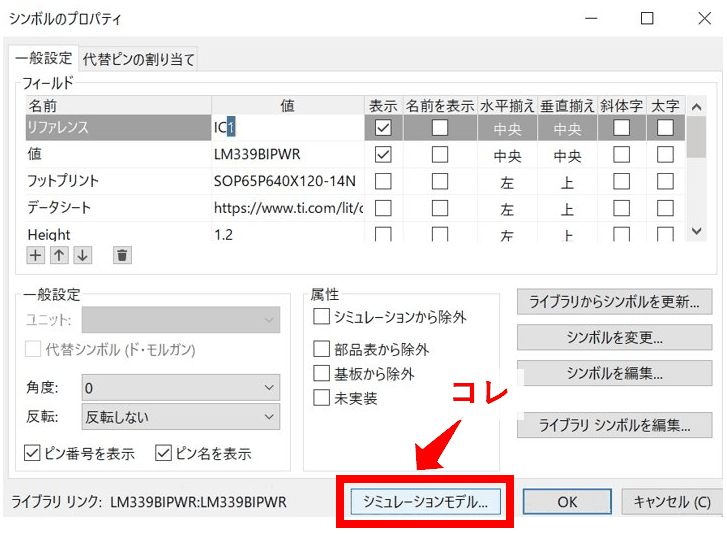 シンボルのプロパティ
一般設定 代替ピンの割り当て
フィールド
名前 値 表示 名前を表示 水平揃え 垂直揃え 斜体字 太字
リファレンス IC1 中央 中央
値 LM339BIPWR 中央 中央
フットプリント SOP65P640X120-14N 左 上
データシート https://www.ti.com/lit/c 左 上
Height 1.2 左 上
一般設定
ユニット:
代替シンボル (ド・モルガン)
角度: 0
反転: 反転しない
ピン番号を表示 ピン名を表示
属性
シミュレーションから除外
部品表から除外
基板から除外
未実装
ライブラリからシンボルを更新...
シンボルを変更...
シンボルを編集...
ライブラリ シンボルを編集...
コレ
ライブラリ リンク: LM339BIPWR:LM339BIPWR
シミュレーションモデル... OK キャンセル (C)